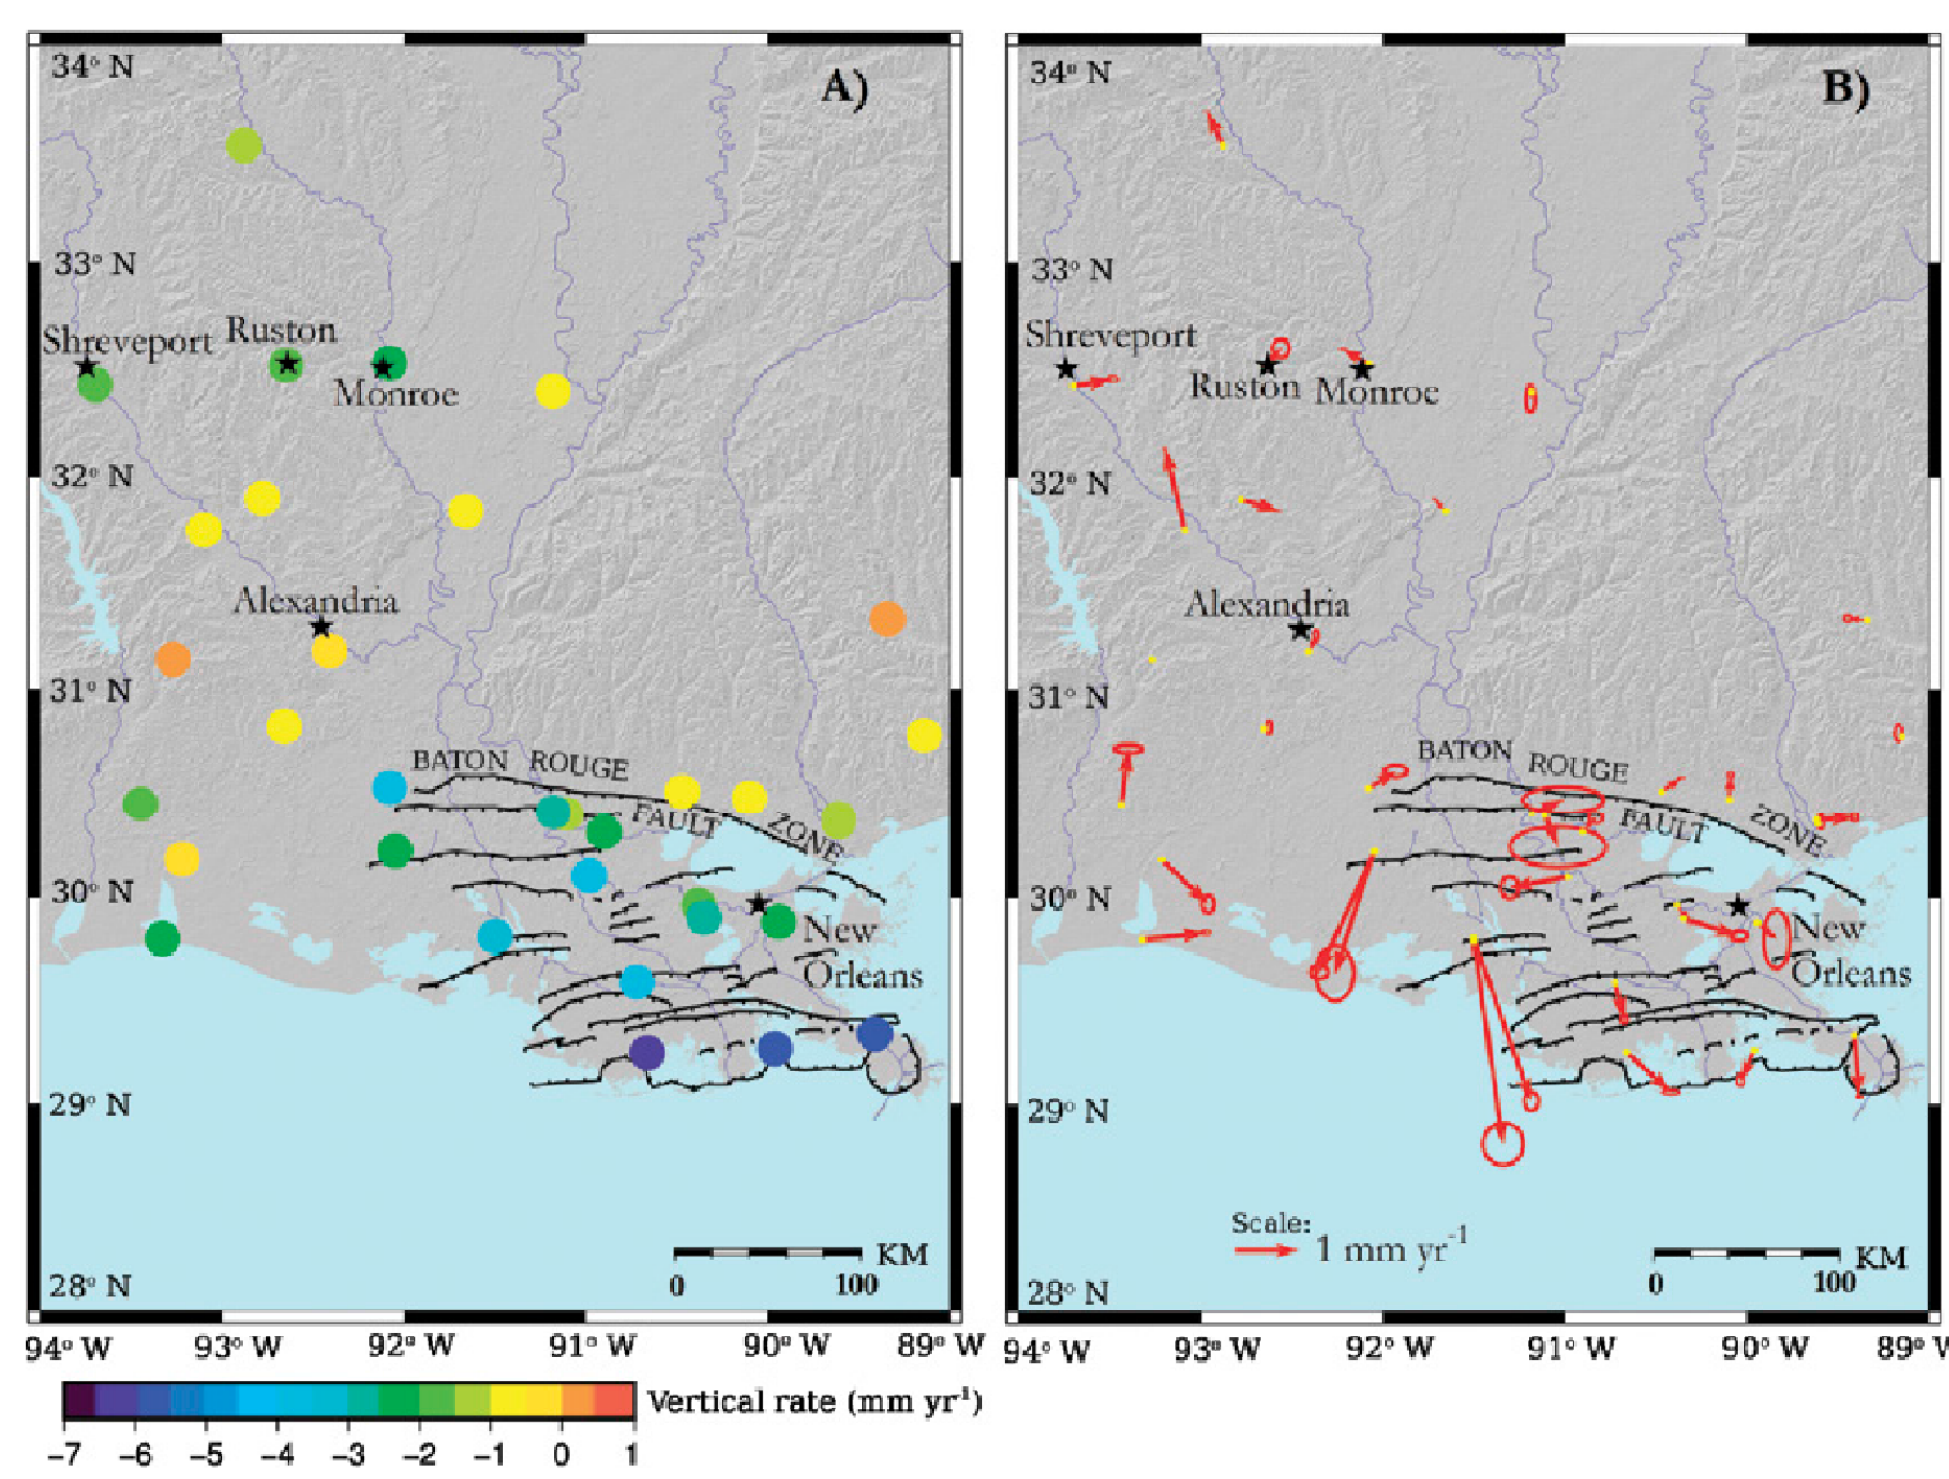 34° N
A)
33° N
Shreveport
Ruston
Monroe
32° N
Alexandria
31° N
BATON ROUGE
FAULT
ZONE
30° N
New
Orleans
29° N
28° N
KM
0 100
94° W 93° W 92° W 91° W 90° W 89° W
Vertical rate (mm yr⁻¹)
−7 −6 −5 −4 −3 −2 −1 0 1
34° N
B)
33° N
Shreveport
Ruston Monroe
32° N
Alexandria
31° N
BATON ROUGE
FAULT
ZONE
30° N
New
Orleans
29° N
Scale:
1 mm yr⁻¹
28° N
KM
0 100
94° W 93° W 92° W 91° W 90° W 89° W